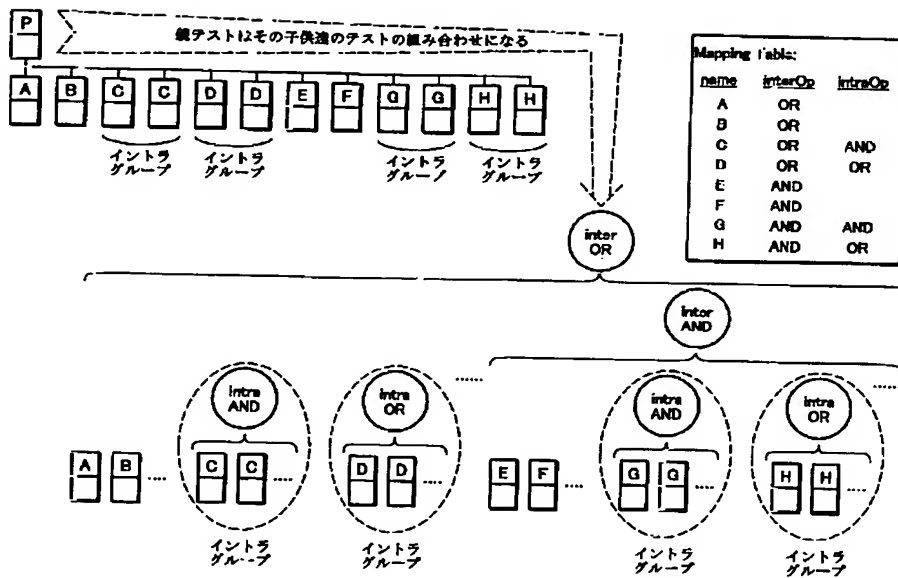 P
親テストはその子供達のテストの組み合わせになる
A B C C D D E F G G H H
イントラ
グループ
イントラ
グループ
イントラ
グループ
イントラ
グループ
Mapping Table:
name interOp intraOp
A OR
B OR
C OR AND
D OR OR
E AND
F AND
G AND AND
H AND OR
inter
OR
inter
AND
intra
AND
intra
OR
intra
AND
intra
OR
A B ···· C C ···· D D ···· ······ E F ···· G G ···· H H ···· ······
イントラ
グループ
イントラ
グループ
イントラ
グループ
イントラ
グループ